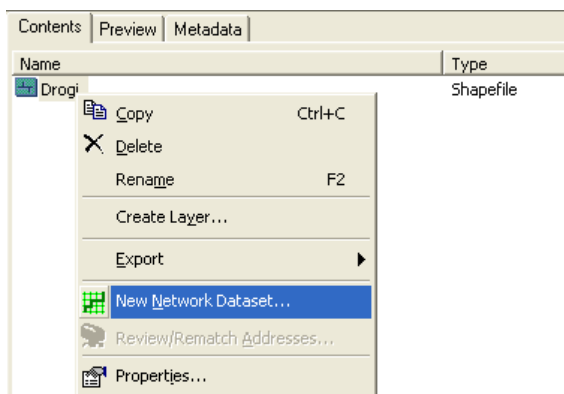 Contents Preview Metadata
Name Type
Drogi Shapefile
Copy Ctrl+C
Delete
Rename F2
Create Layer...
Export
New Network Dataset...
Review/Rematch Addresses...
Properties...